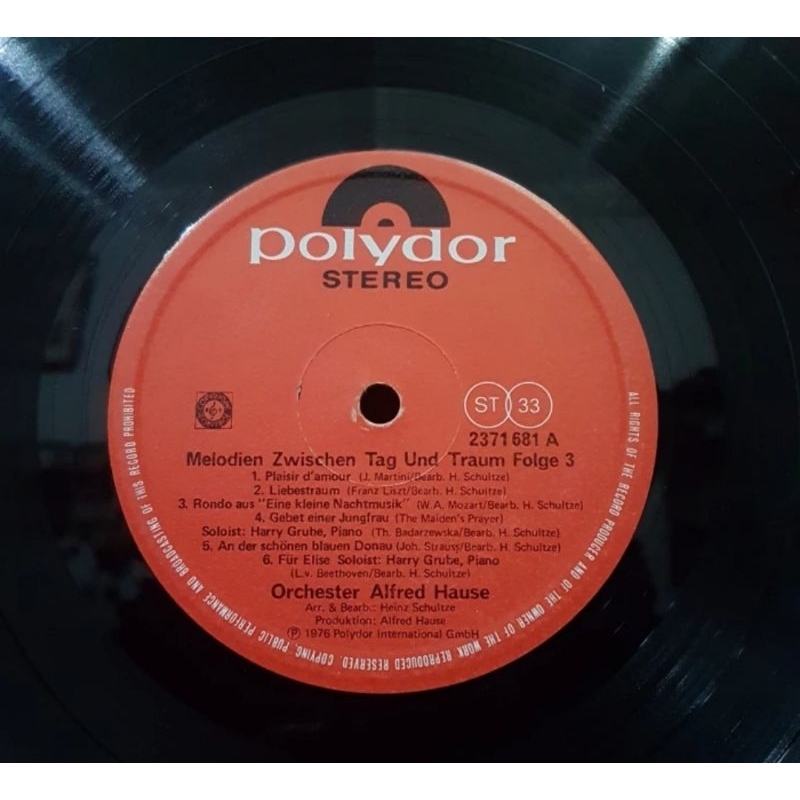 polydor
STEREO
ST 33
2371 681 A
Melodien Zwischen Tag Und Traum Folge 3
1. Plaisir d'amour (J. Martini/Bearb. H. Schultze)
2. Liebestraum (Franz Liszt/Bearb. H. Schultze)
3. Rondo aus "Eine kleine Nachtmusik" (W.A. Mozart/Bearb. H. Schultze)
4. Gebet einer Jungfrau (The Maiden's Prayer)
Soloist: Harry Grube, Piano (Th. Badarzewska/Bearb. H. Schultze)
5. An der schönen blauen Donau (Joh. Strauss/Bearb. H. Schultze)
6. Für Elise Soloist: Harry Grube, Piano
(L.v. Beethoven/Bearb. H. Schultze)
Orchester Alfred Hause
Arr. & Bearb.: Heinz Schultze
Produktion: Alfred Hause
℗ 1976 Polydor International GmbH
ALL RIGHTS OF THE RECORD PRODUCER AND OF THE OWNER OF THE WORK REPRODUCED RESERVED. COPYING, PUBLIC PERFORMANCE AND BROADCASTING OF THIS RECORD PROHIBITED